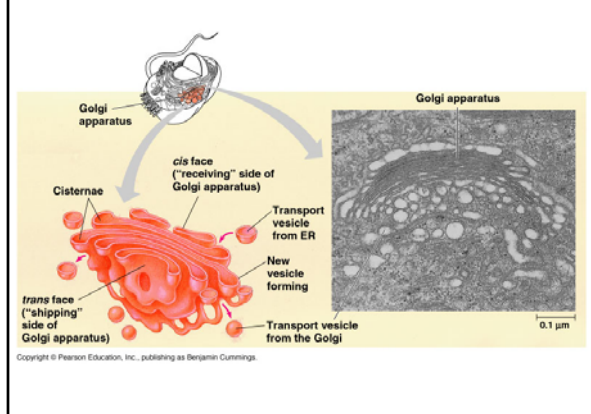 Golgi
apparatus
Golgi apparatus
cis face
("receiving" side of
Golgi apparatus)
Cisternae
Transport
vesicle
from ER
New
vesicle
forming
trans face
("shipping"
side of
Golgi apparatus)
Transport vesicle
from the Golgi
0.1 µm
Copyright © Pearson Education, Inc., publishing as Benjamin Cummings.